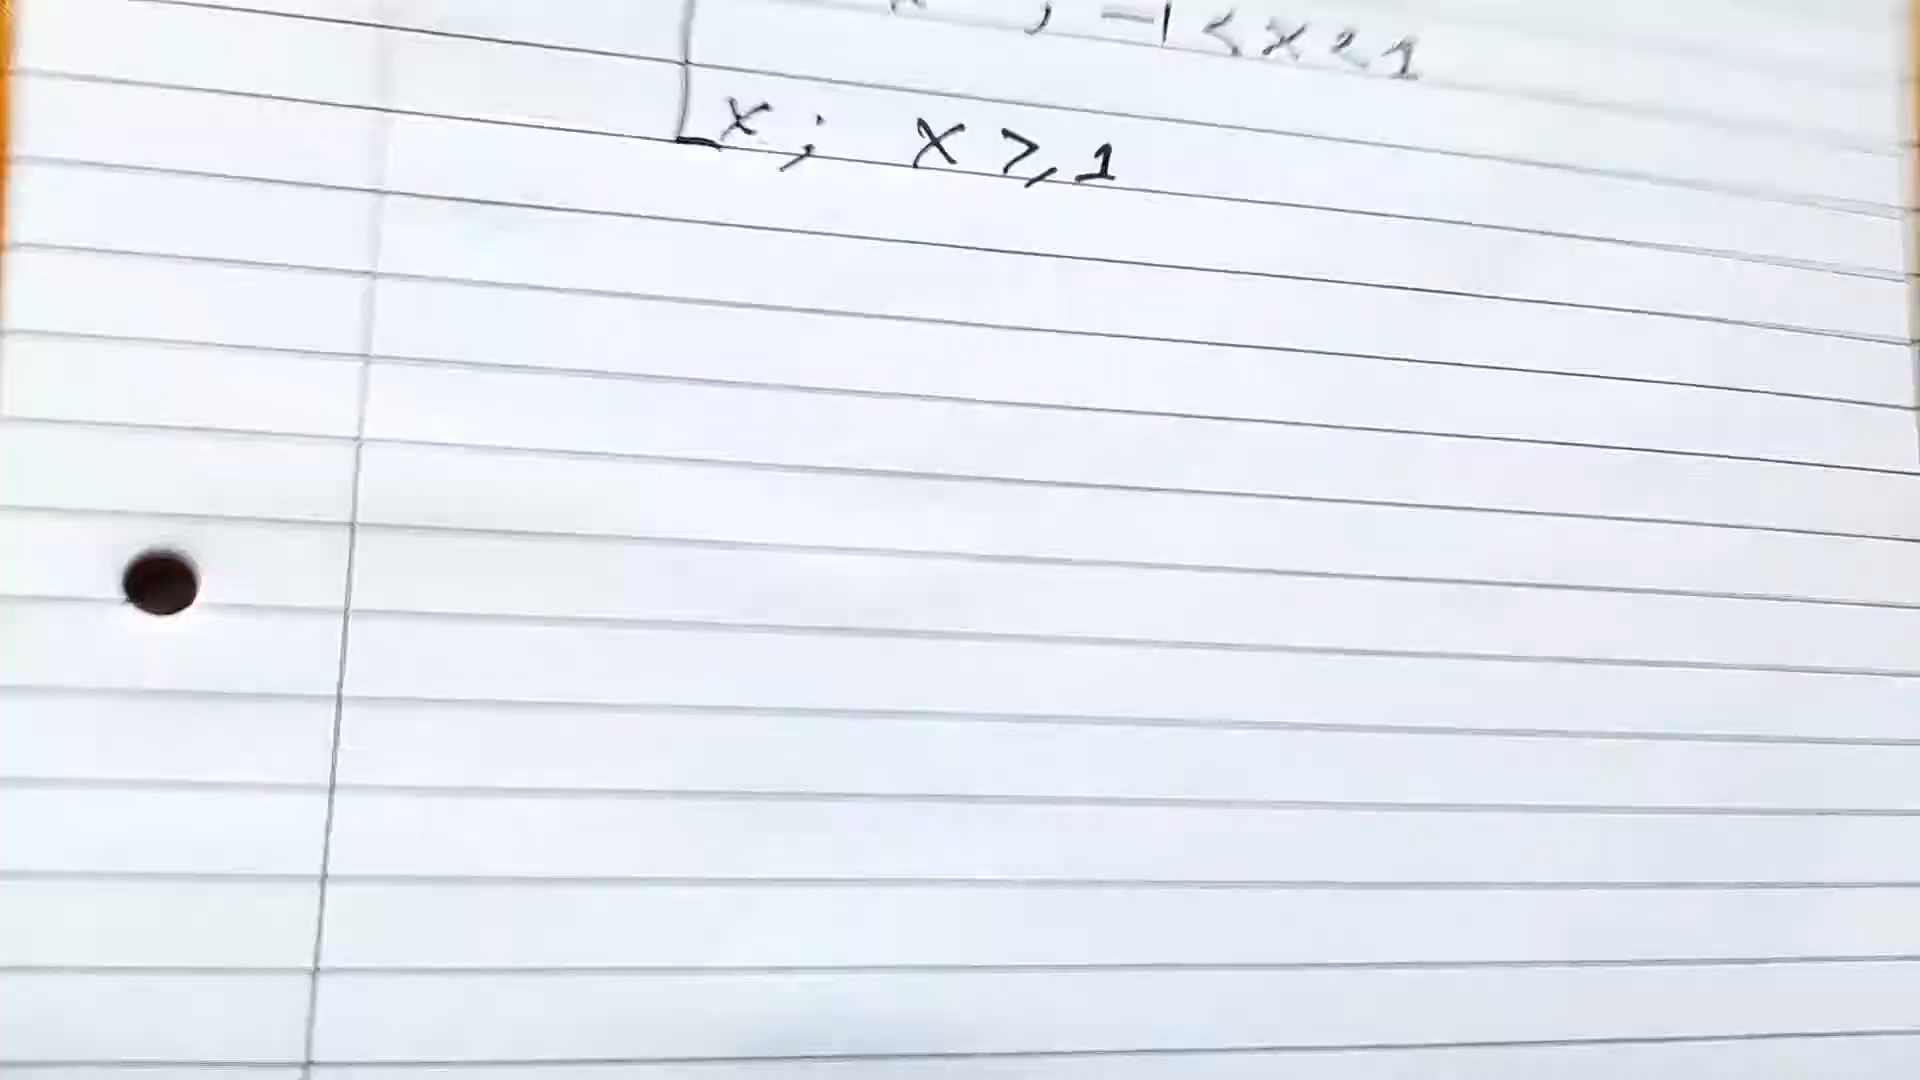 ; -1 < x < 1
x ; x ⩾ 1